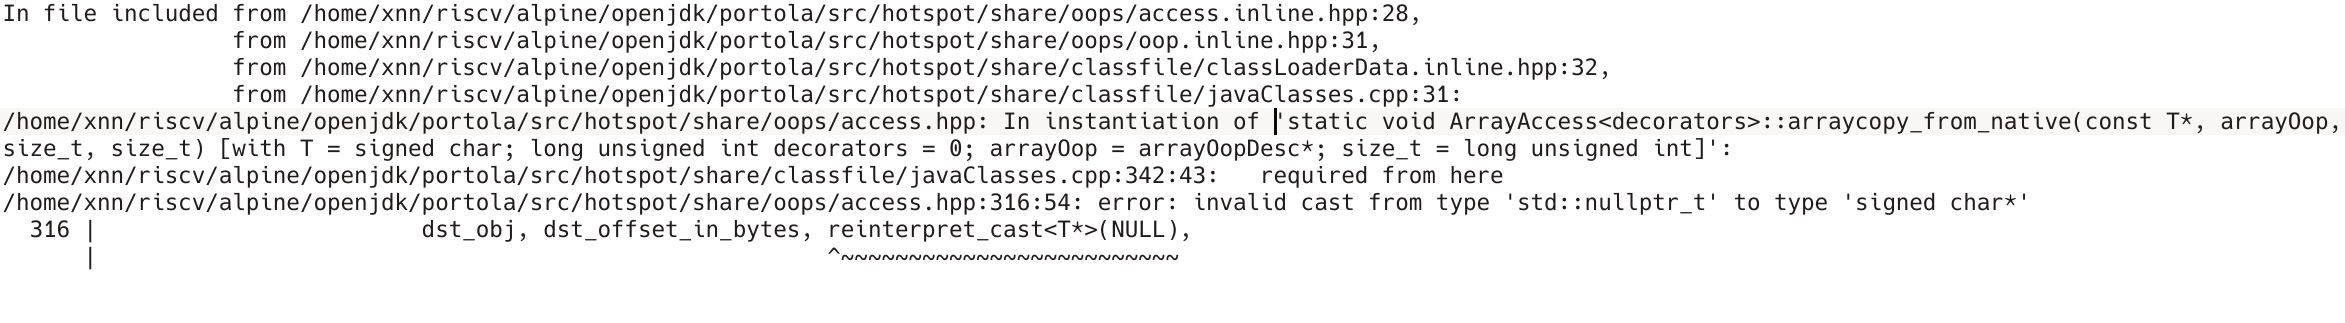 In file included from /home/xnn/riscv/alpine/openjdk/portola/src/hotspot/share/oops/access.inline.hpp:28,
                 from /home/xnn/riscv/alpine/openjdk/portola/src/hotspot/share/oops/oop.inline.hpp:31,
                 from /home/xnn/riscv/alpine/openjdk/portola/src/hotspot/share/classfile/classLoaderData.inline.hpp:32,
                 from /home/xnn/riscv/alpine/openjdk/portola/src/hotspot/share/classfile/javaClasses.cpp:31:
/home/xnn/riscv/alpine/openjdk/portola/src/hotspot/share/oops/access.hpp: In instantiation of 'static void ArrayAccess<decorators>::arraycopy_from_native(const T*, arrayOop,
size_t, size_t) [with T = signed char; long unsigned int decorators = 0; arrayOop = arrayOopDesc*; size_t = long unsigned int]':
/home/xnn/riscv/alpine/openjdk/portola/src/hotspot/share/classfile/javaClasses.cpp:342:43:   required from here
/home/xnn/riscv/alpine/openjdk/portola/src/hotspot/share/oops/access.hpp:316:54: error: invalid cast from type 'std::nullptr_t' to type 'signed char*'
  316 |                        dst_obj, dst_offset_in_bytes, reinterpret_cast<T*>(NULL),
      |                                                      ^~~~~~~~~~~~~~~~~~~~~~~~~~